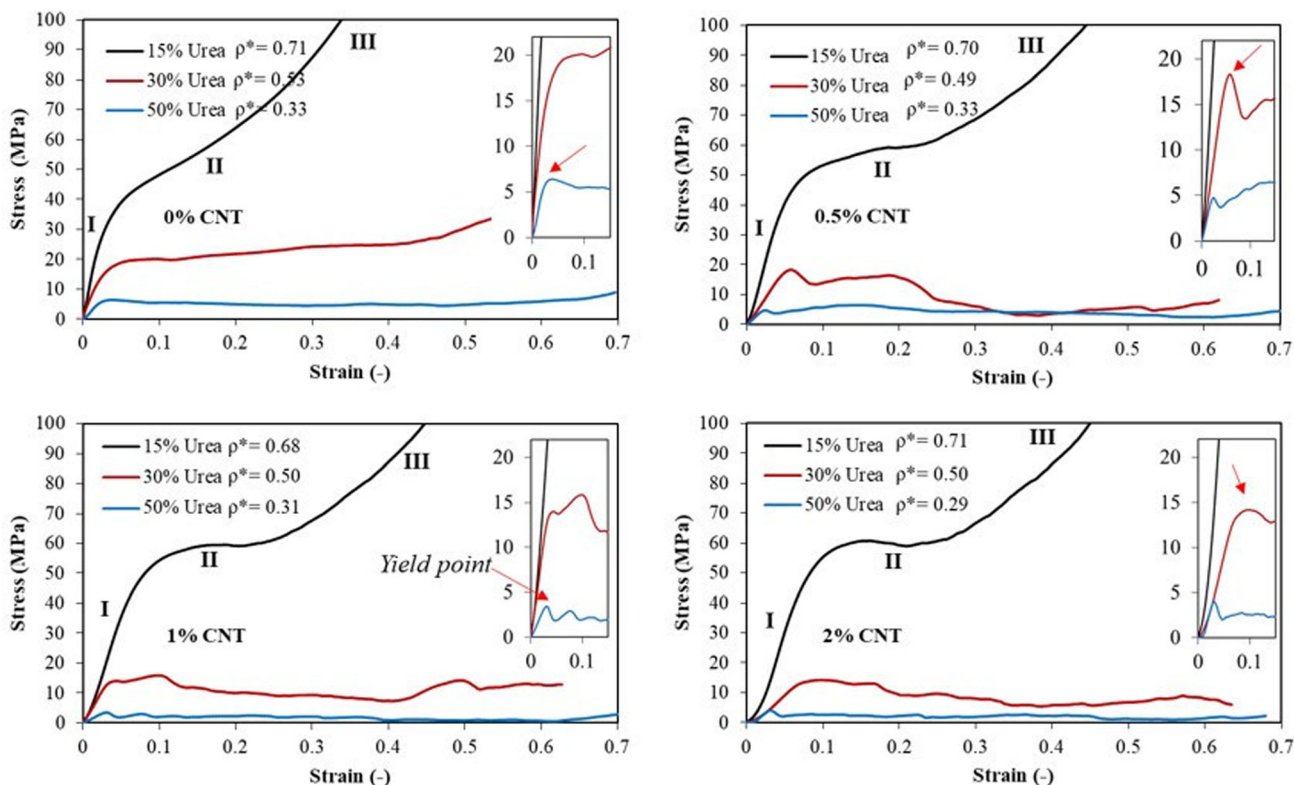 100
90
80
70
60
50
40
30
20
10
0
Stress (MPa)
15% Urea ρ*= 0.71
30% Urea ρ*= 0.53
50% Urea ρ*= 0.33
I
II
III
0% CNT
20
15
10
5
0
0
0.1
0
0.1
0.2
0.3
0.4
0.5
0.6
0.7
Strain (-)
100
90
80
70
60
50
40
30
20
10
0
Stress (MPa)
15% Urea ρ*= 0.70
30% Urea ρ*= 0.49
50% Urea ρ*= 0.33
I
II
III
0.5% CNT
20
15
10
5
0
0
0.1
0
0.1
0.2
0.3
0.4
0.5
0.6
0.7
Strain (-)
100
90
80
70
60
50
40
30
20
10
0
Stress (MPa)
15% Urea ρ*= 0.68
30% Urea ρ*= 0.50
50% Urea ρ*= 0.31
I
II
III
Yield point
1% CNT
20
15
10
5
0
0
0.1
0
0.1
0.2
0.3
0.4
0.5
0.6
0.7
Strain (-)
100
90
80
70
60
50
40
30
20
10
0
Stress (MPa)
15% Urea ρ*= 0.71
30% Urea ρ*= 0.50
50% Urea ρ*= 0.29
I
II
III
2% CNT
20
15
10
5
0
0
0.1
0
0.1
0.2
0.3
0.4
0.5
0.6
0.7
Strain (-)